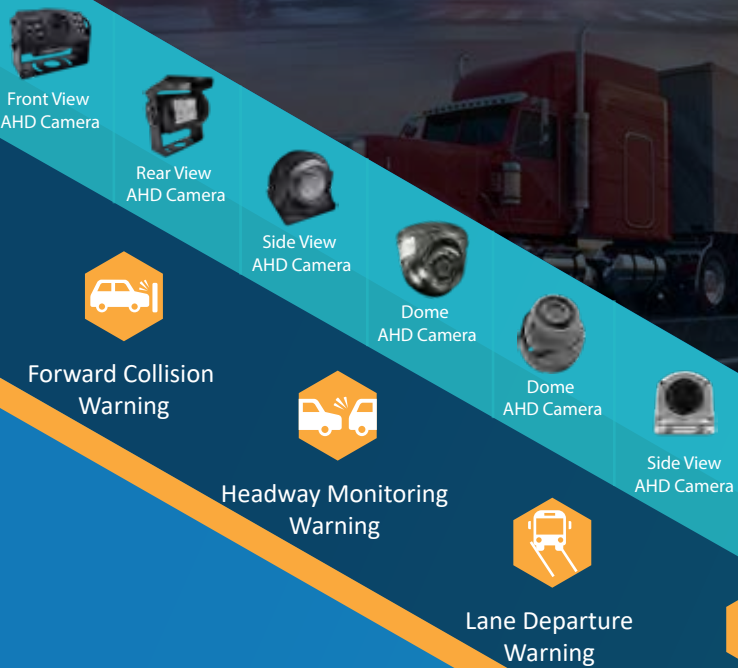 Front View
AHD Camera
Rear View
AHD Camera
Side View
AHD Camera
Dome
AHD Camera
Dome
AHD Camera
Side View
AHD Camera
Forward Collision
Warning
Headway Monitoring
Warning
Lane Departure
Warning